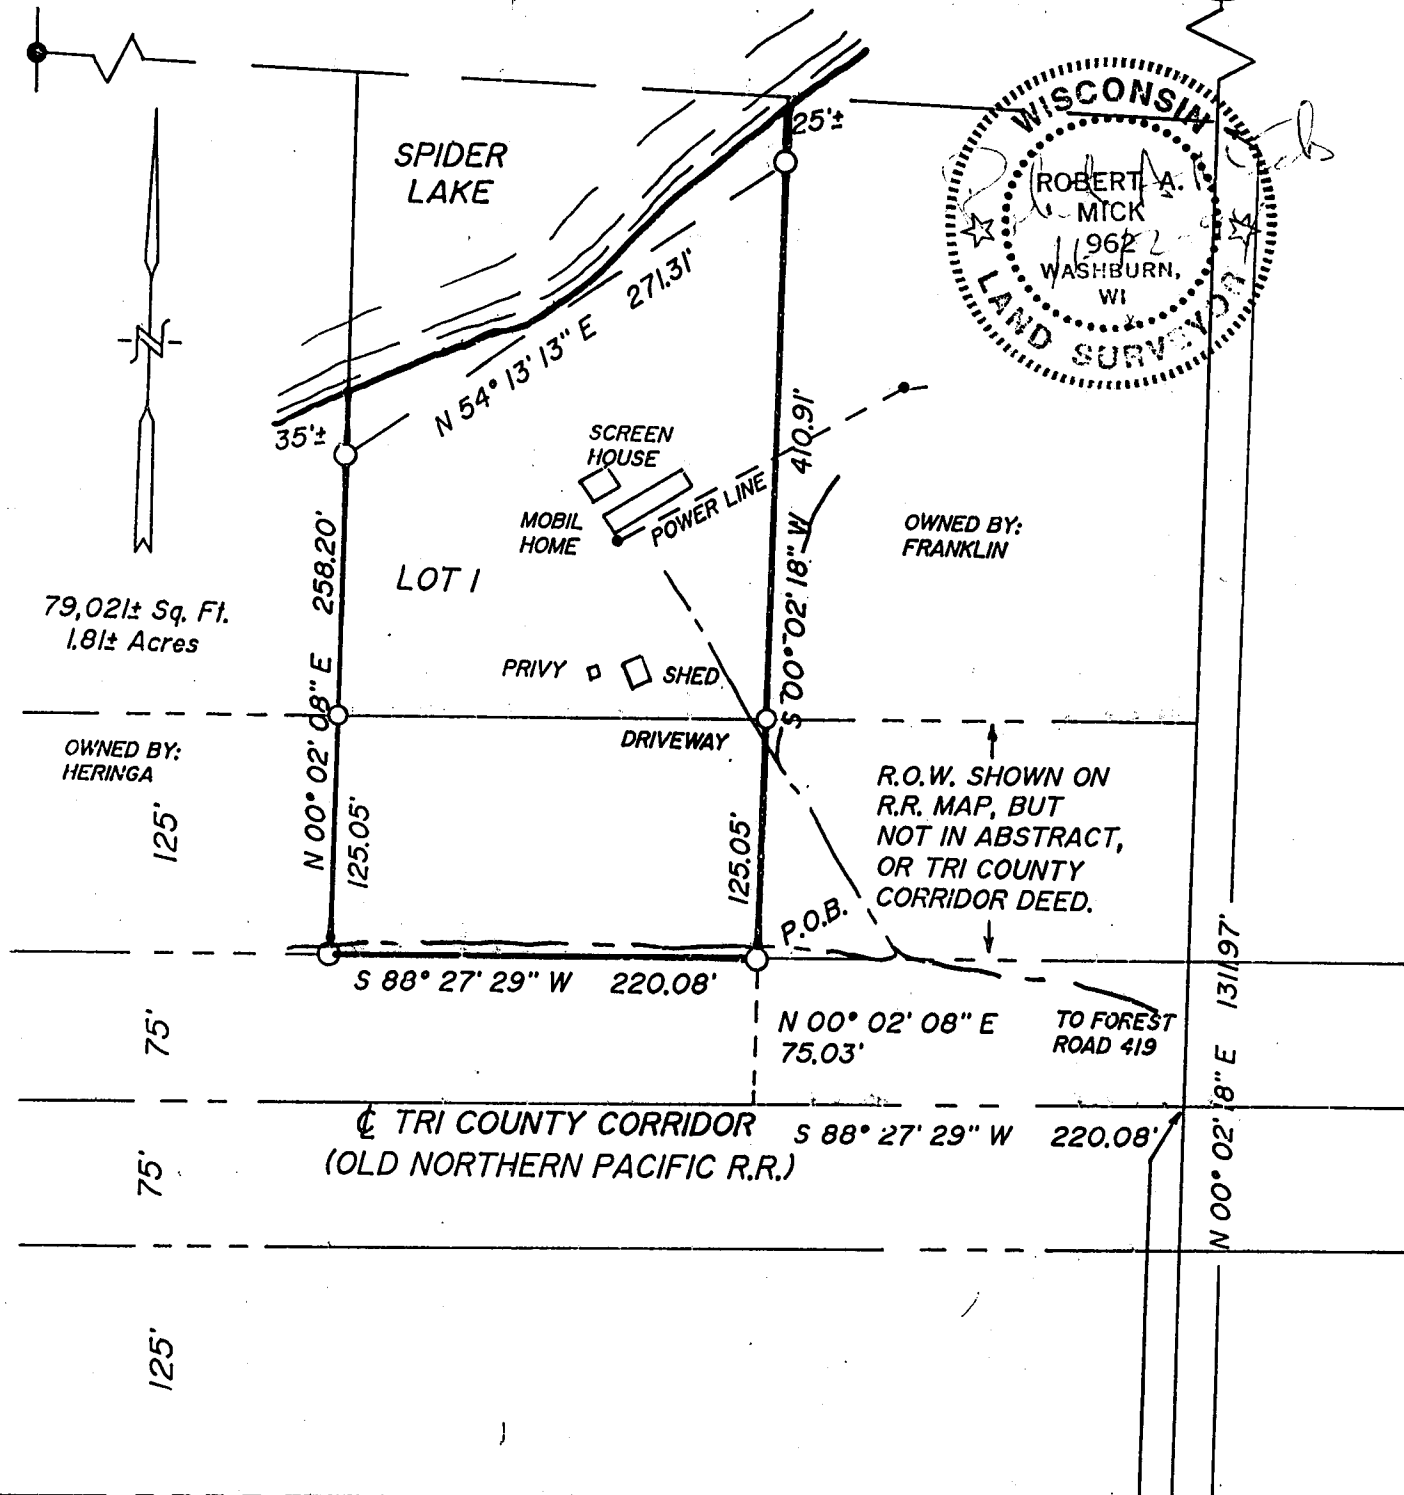 SPIDER
LAKE
25'±
WISCONSIN
ROBERT A.
MICK
962
WASHBURN,
WI
LAND SURVEYOR
N 54° 13' 13" E 271.31'
35'±
SCREEN
HOUSE
MOBIL
HOME
POWER LINE
S 00° 02' 18" W 410.91'
OWNED BY:
FRANKLIN
LOT 1
N 00° 02' 08" E 258.20'
79,021± Sq. Ft.
1.81± Acres
PRIVY
SHED
DRIVEWAY
OWNED BY:
HERINGA
125'
125.05'
125.05'
R.O.W. SHOWN ON
R.R. MAP, BUT
NOT IN ABSTRACT,
OR TRI COUNTY
CORRIDOR DEED.
P.O.B.
S 88° 27' 29" W 220.08'
N 00° 02' 08" E
75.03'
TO FOREST
ROAD 419
75'
N 00° 02' 18" E 1311.97'
℄ TRI COUNTY CORRIDOR
(OLD NORTHERN PACIFIC R.R.)
S 88° 27' 29" W 220.08'
75'
125'